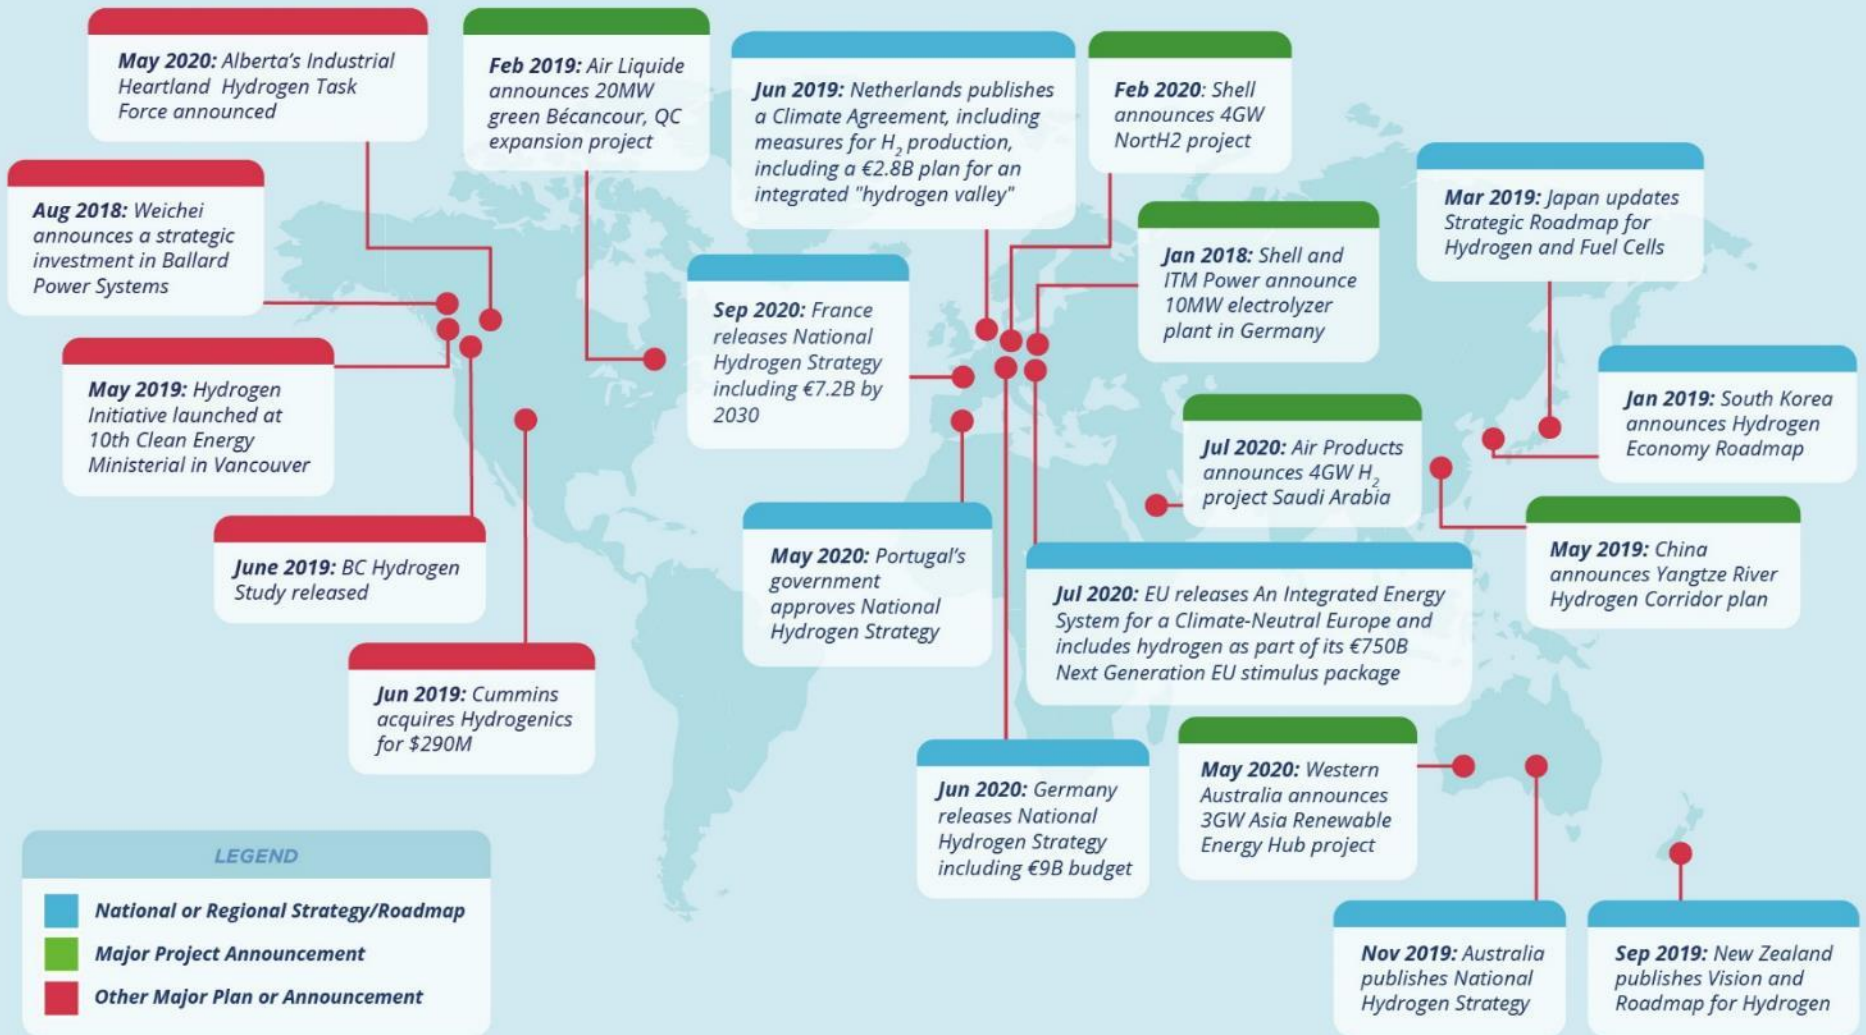 May 2020: Alberta's Industrial
Heartland Hydrogen Task
Force announced
Feb 2019: Air Liquide
announces 20MW
green Bécancour, QC
expansion project
Jun 2019: Netherlands publishes
a Climate Agreement, including
measures for H₂ production,
including a €2.8B plan for an
integrated "hydrogen valley"
Feb 2020: Shell
announces 4GW
NortH2 project
Mar 2019: Japan updates
Strategic Roadmap for
Hydrogen and Fuel Cells
Aug 2018: Weichei
announces a strategic
investment in Ballard
Power Systems
Jan 2018: Shell and
ITM Power announce
10MW electrolyzer
plant in Germany
Sep 2020: France
releases National
Hydrogen Strategy
including €7.2B by
2030
May 2019: Hydrogen
Initiative launched at
10th Clean Energy
Ministerial in Vancouver
Jan 2019: South Korea
announces Hydrogen
Economy Roadmap
Jul 2020: Air Products
announces 4GW H₂
project Saudi Arabia
June 2019: BC Hydrogen
Study released
May 2020: Portugal's
government
approves National
Hydrogen Strategy
Jul 2020: EU releases An Integrated Energy
System for a Climate-Neutral Europe and
includes hydrogen as part of its €750B
Next Generation EU stimulus package
May 2019: China
announces Yangtze River
Hydrogen Corridor plan
Jun 2019: Cummins
acquires Hydrogenics
for $290M
Jun 2020: Germany
releases National
Hydrogen Strategy
including €9B budget
May 2020: Western
Australia announces
3GW Asia Renewable
Energy Hub project
Nov 2019: Australia
publishes National
Hydrogen Strategy
Sep 2019: New Zealand
publishes Vision and
Roadmap for Hydrogen
LEGEND
National or Regional Strategy/Roadmap
Major Project Announcement
Other Major Plan or Announcement